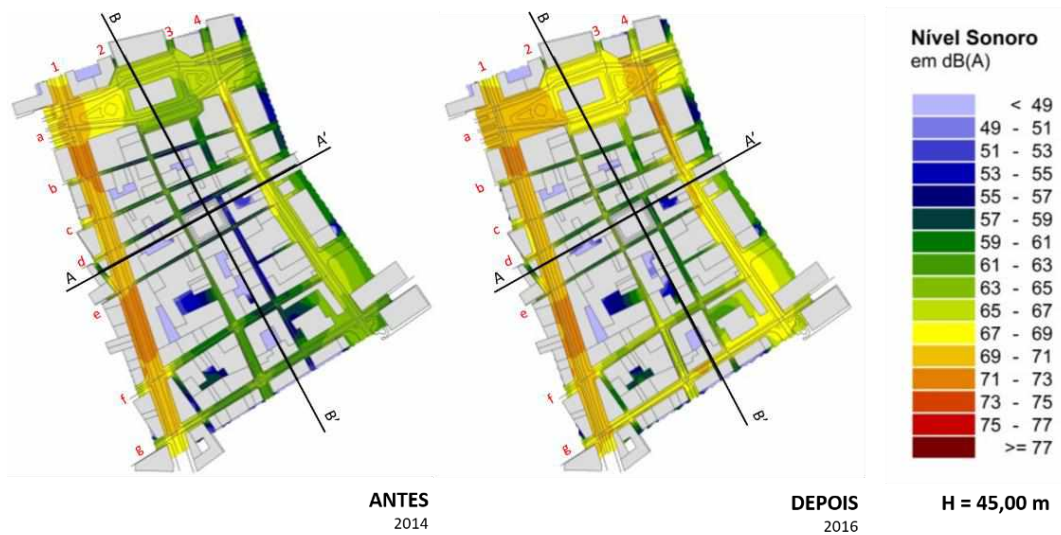 B
1
2
3
4
a
b
c
d
e
f
g
A
A'
B'
ANTES
2014
B
1
2
3
4
a
b
c
d
e
f
g
A
A'
B'
DEPOIS
2016
Nível Sonoro
em dB(A)
< 49
49 - 51
51 - 53
53 - 55
55 - 57
57 - 59
59 - 61
61 - 63
63 - 65
65 - 67
67 - 69
69 - 71
71 - 73
73 - 75
75 - 77
>= 77
H = 45,00 m